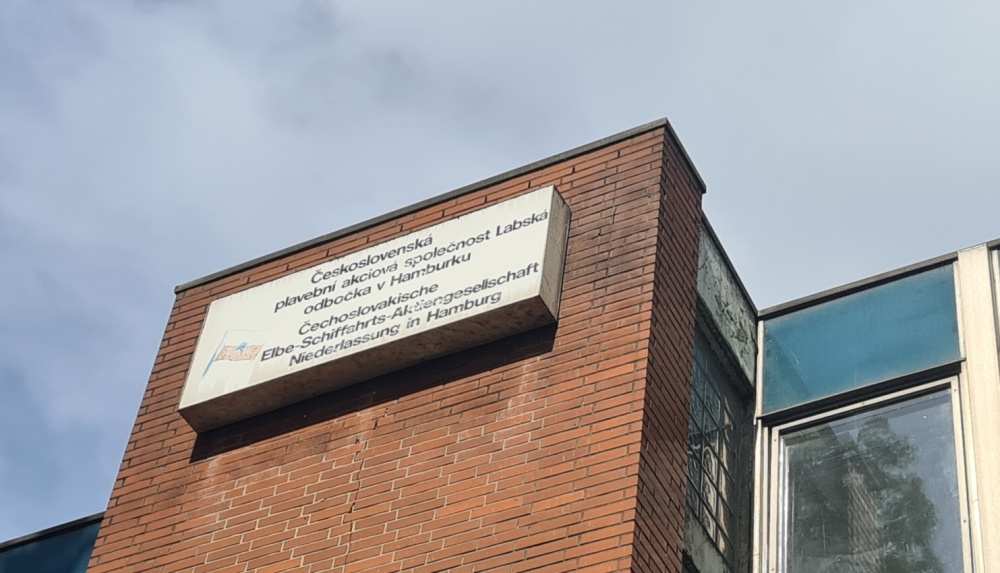 Československá
plavební akciová společnost Labská
odbočka v Hamburku
Čechoslovakische
Elbe-Schiffahrts-Aktiengesellschaft
Niederlassung in Hamburg